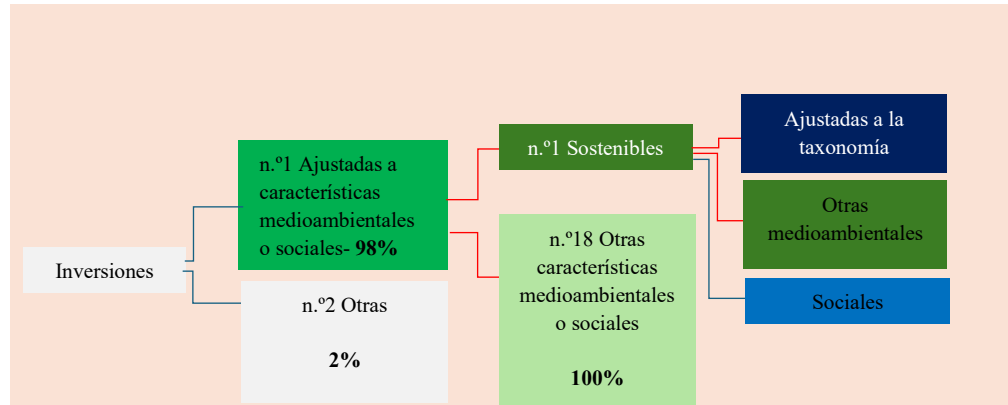 Inversiones
n.º1 Ajustadas a
características
medioambientales
o sociales- 98%
n.º2 Otras
2%
n.º1 Sostenibles
n.º18 Otras
características
medioambientales
o sociales
100%
Ajustadas a la
taxonomía
Otras
medioambientales
Sociales